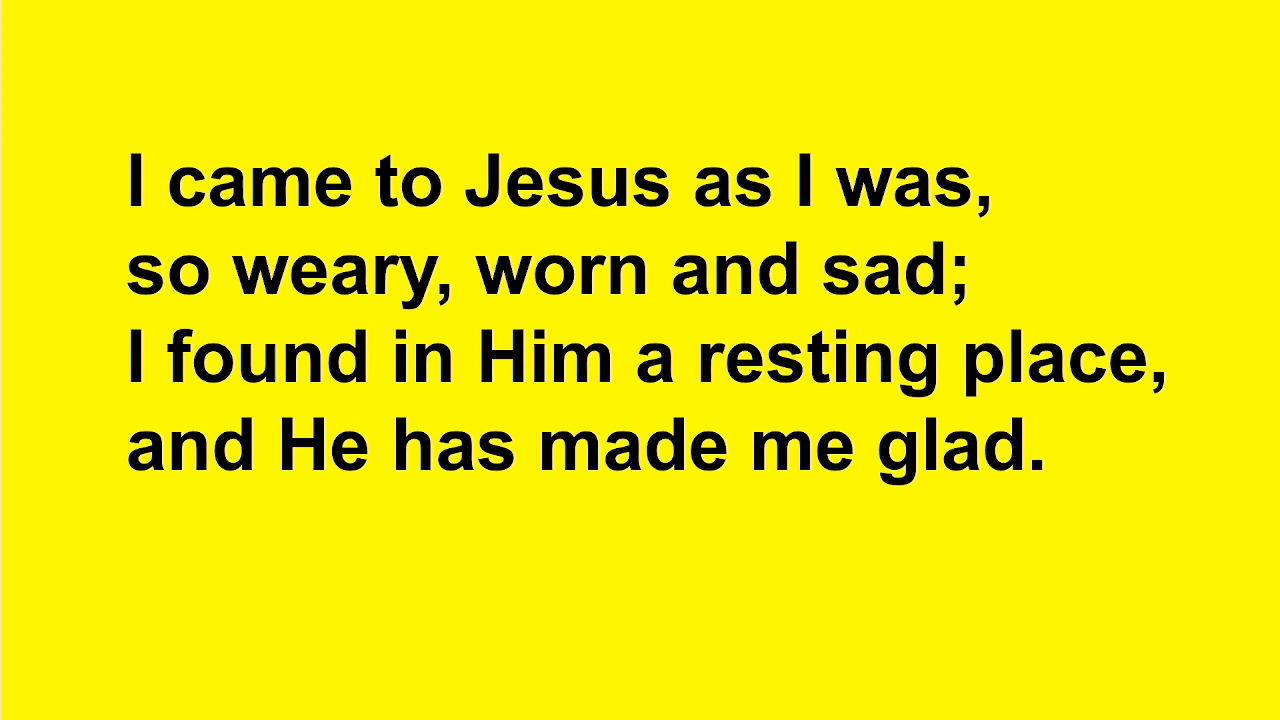 I came to Jesus as I was,
so weary, worn and sad;
I found in Him a resting place,
and He has made me glad.